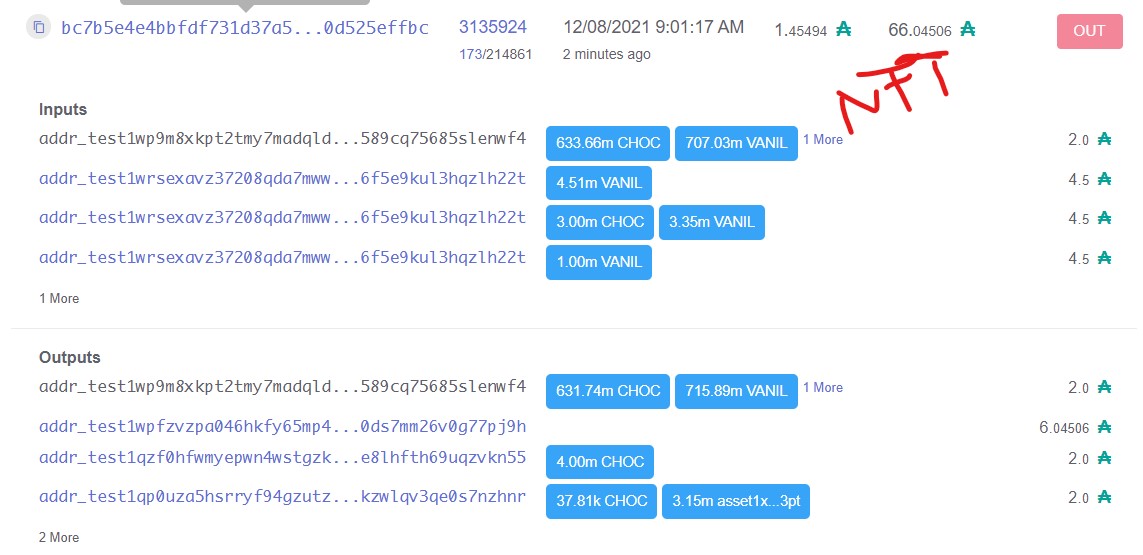 bc7b5e4e4bbfdf731d37a5...0d525effbc 3135924 12/08/2021 9:01:17 AM 1.45494 ₳ 66.04506 ₳ OUT
173/214861 2 minutes ago
NFT
Inputs
addr_test1wp9m8xkpt2tmy7madqld...589cq75685slenwf4 633.66m CHOC 707.03m VANIL 1 More 2.0 ₳
addr_test1wrsexavz37208qda7mww...6f5e9kul3hqzlh22t 4.51m VANIL 4.5 ₳
addr_test1wrsexavz37208qda7mww...6f5e9kul3hqzlh22t 3.00m CHOC 3.35m VANIL 4.5 ₳
addr_test1wrsexavz37208qda7mww...6f5e9kul3hqzlh22t 1.00m VANIL 4.5 ₳
1 More
Outputs
addr_test1wp9m8xkpt2tmy7madqld...589cq75685slenwf4 631.74m CHOC 715.89m VANIL 1 More 2.0 ₳
addr_test1wpfzvzpa046hkfy65mp4...0ds7mm26v0g77pj9h 6.04506 ₳
addr_test1qzf0hfwmyepwn4wstgzk...e8lhfth69uqzvkn55 4.00m CHOC 2.0 ₳
addr_test1qp0uza5hsrryf94gzutz...kzwlqv3qe0s7nzhnr 37.81k CHOC 3.15m asset1x...3pt 2.0 ₳
2 More